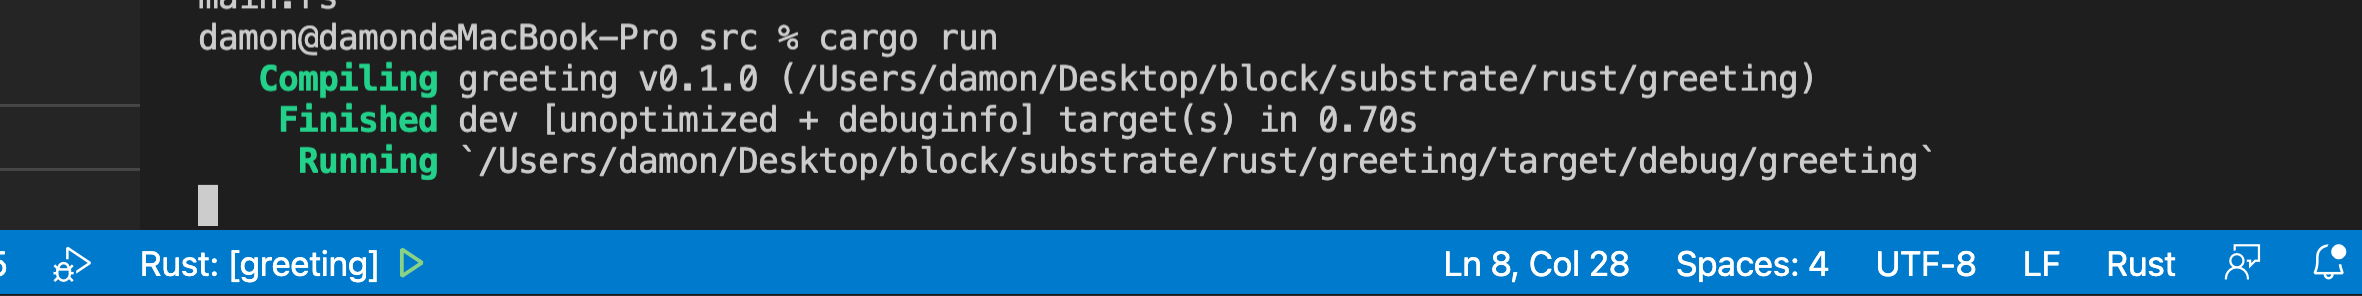 main.rs
damon@damondeMacBook-Pro src % cargo run
Compiling greeting v0.1.0 (/Users/damon/Desktop/block/substrate/rust/greeting)
Finished dev [unoptimized + debuginfo] target(s) in 0.70s
Running `/Users/damon/Desktop/block/substrate/rust/greeting/target/debug/greeting`
Rust: [greeting] Ln 8, Col 28 Spaces: 4 UTF-8 LF Rust